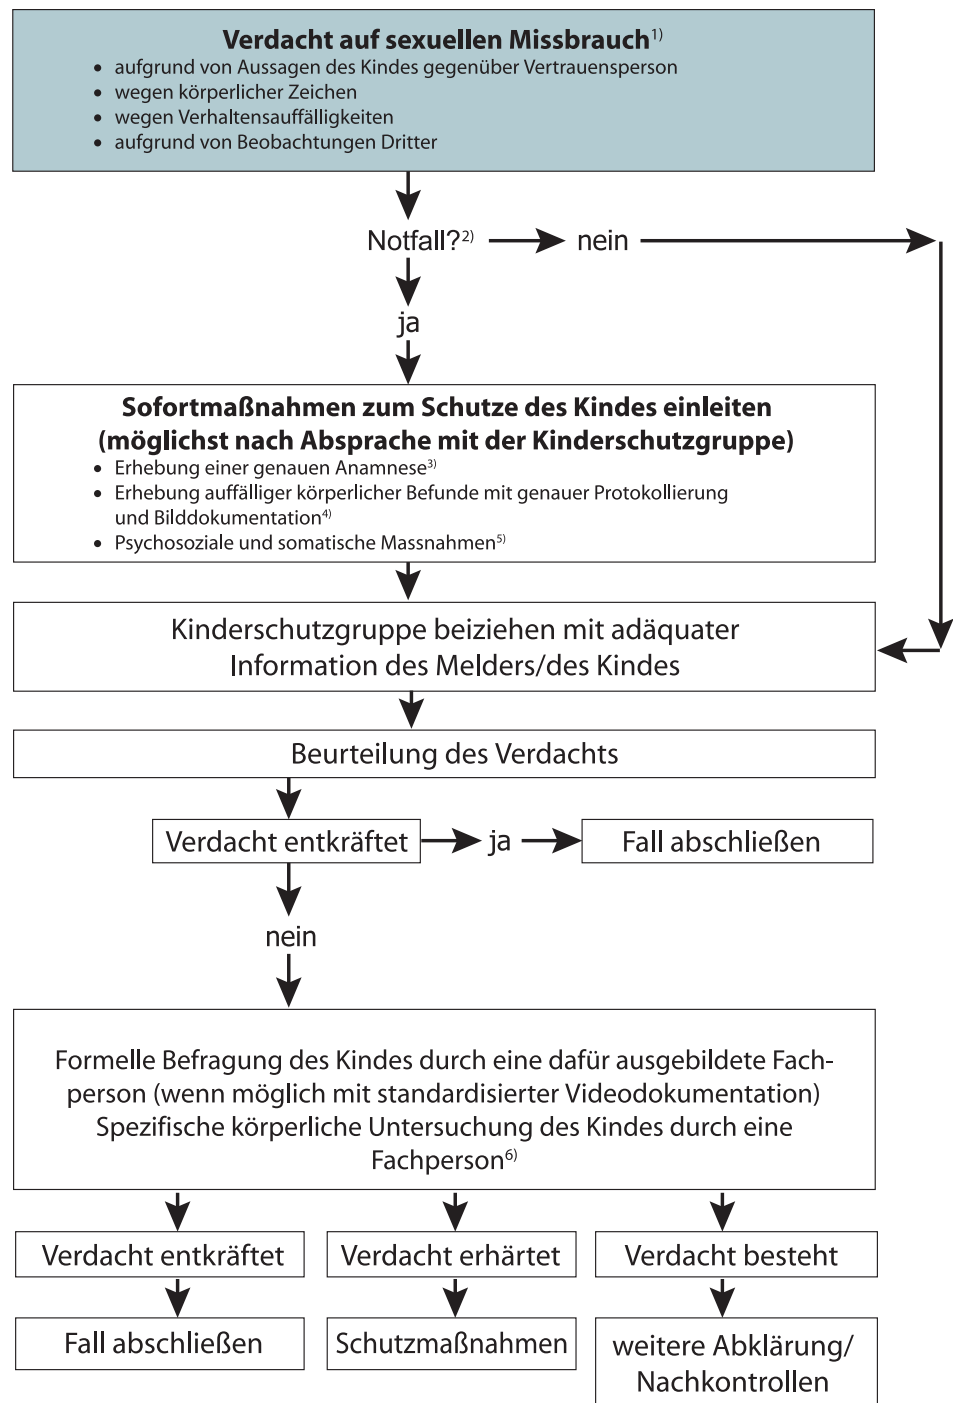 Verdacht auf sexuellen Missbrauch1)
• aufgrund von Aussagen des Kindes gegenüber Vertrauensperson
• wegen körperlicher Zeichen
• wegen Verhaltensauffälligkeiten
• aufgrund von Beobachtungen Dritter
Notfall?2) nein
ja
Sofortmaßnahmen zum Schutze des Kindes einleiten
(möglichst nach Absprache mit der Kinderschutzgruppe)
• Erhebung einer genauen Anamnese3)
• Erhebung auffälliger körperlicher Befunde mit genauer Protokollierung
und Bilddokumentation4)
• Psychosoziale und somatische Massnahmen5)
Kinderschutzgruppe beiziehen mit adäquater
Information des Melders/des Kindes
Beurteilung des Verdachts
Verdacht entkräftet ja Fall abschließen
nein
Formelle Befragung des Kindes durch eine dafür ausgebildete Fach-
person (wenn möglich mit standardisierter Videodokumentation)
Spezifische körperliche Untersuchung des Kindes durch eine
Fachperson6)
Verdacht entkräftet Verdacht erhärtet Verdacht besteht
Fall abschließen Schutzmaßnahmen weitere Abklärung/
Nachkontrollen